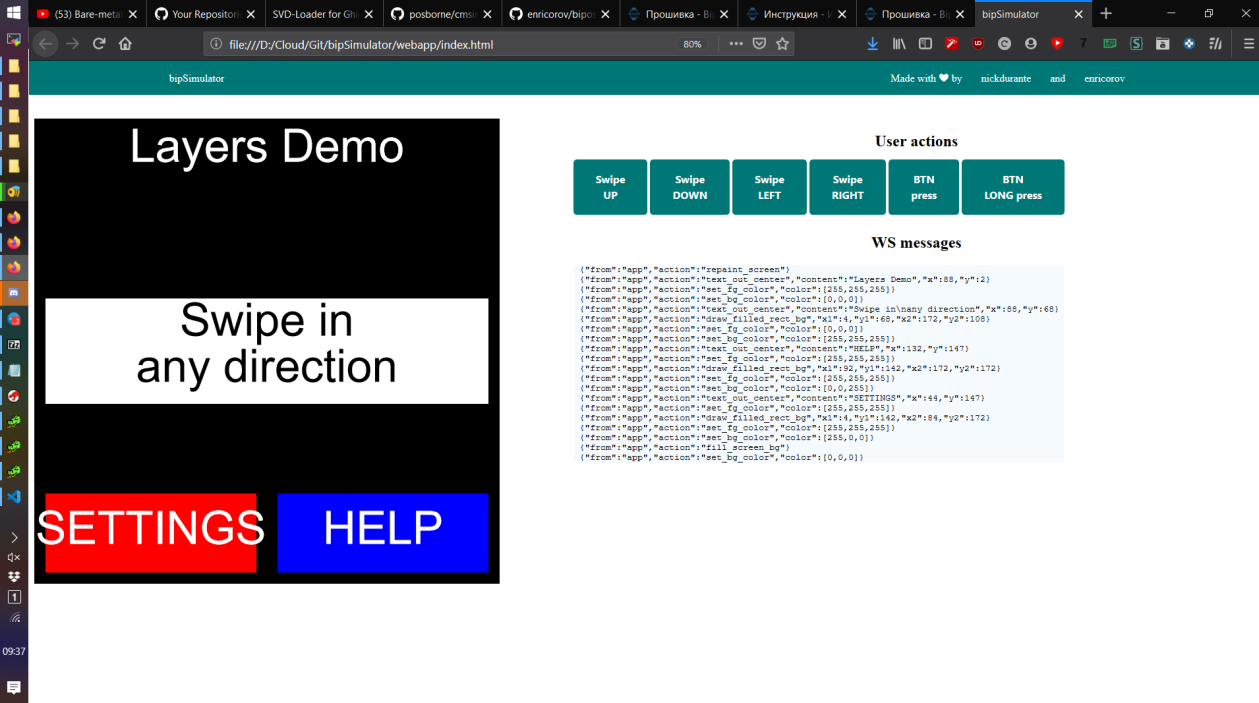 (53) Bare-metal
Your Repositori
SVD-Loader for Ghi
posborne/cmsis
enricorov/bipos
Прошивка - Bip
Инструкция - И
Прошивка - Bip
bipSimulator
file:///D:/Cloud/Git/bipSimulator/webapp/index.html
80%
bipSimulator
Made with ❤ by nickdurante and enricorov
Layers Demo
Swipe in
any direction
SETTINGS
HELP
User actions
Swipe
UP
Swipe
DOWN
Swipe
LEFT
Swipe
RIGHT
BTN
press
BTN
LONG press
WS messages
{"from":"app","action":"repaint_screen"}
{"from":"app","action":"text_out_center","content":"Layers Demo","x":88,"y":2}
{"from":"app","action":"set_fg_color","color":[255,255,255]}
{"from":"app","action":"set_bg_color","color":[0,0,0]}
{"from":"app","action":"text_out_center","content":"Swipe in\nany direction","x":88,"y":68}
{"from":"app","action":"draw_filled_rect_bg","x1":4,"y1":68,"x2":172,"y2":108}
{"from":"app","action":"set_fg_color","color":[0,0,0]}
{"from":"app","action":"set_bg_color","color":[255,255,255]}
{"from":"app","action":"text_out_center","content":"HELP","x":132,"y":147}
{"from":"app","action":"set_fg_color","color":[255,255,255]}
{"from":"app","action":"draw_filled_rect_bg","x1":92,"y1":142,"x2":172,"y2":172}
{"from":"app","action":"set_fg_color","color":[255,255,255]}
{"from":"app","action":"set_bg_color","color":[0,0,255]}
{"from":"app","action":"text_out_center","content":"SETTINGS","x":44,"y":147}
{"from":"app","action":"set_fg_color","color":[255,255,255]}
{"from":"app","action":"draw_filled_rect_bg","x1":4,"y1":142,"x2":84,"y2":172}
{"from":"app","action":"set_fg_color","color":[255,255,255]}
{"from":"app","action":"set_bg_color","color":[255,0,0]}
{"from":"app","action":"fill_screen_bg"}
{"from":"app","action":"set_bg_color","color":[0,0,0]}
1
09:37